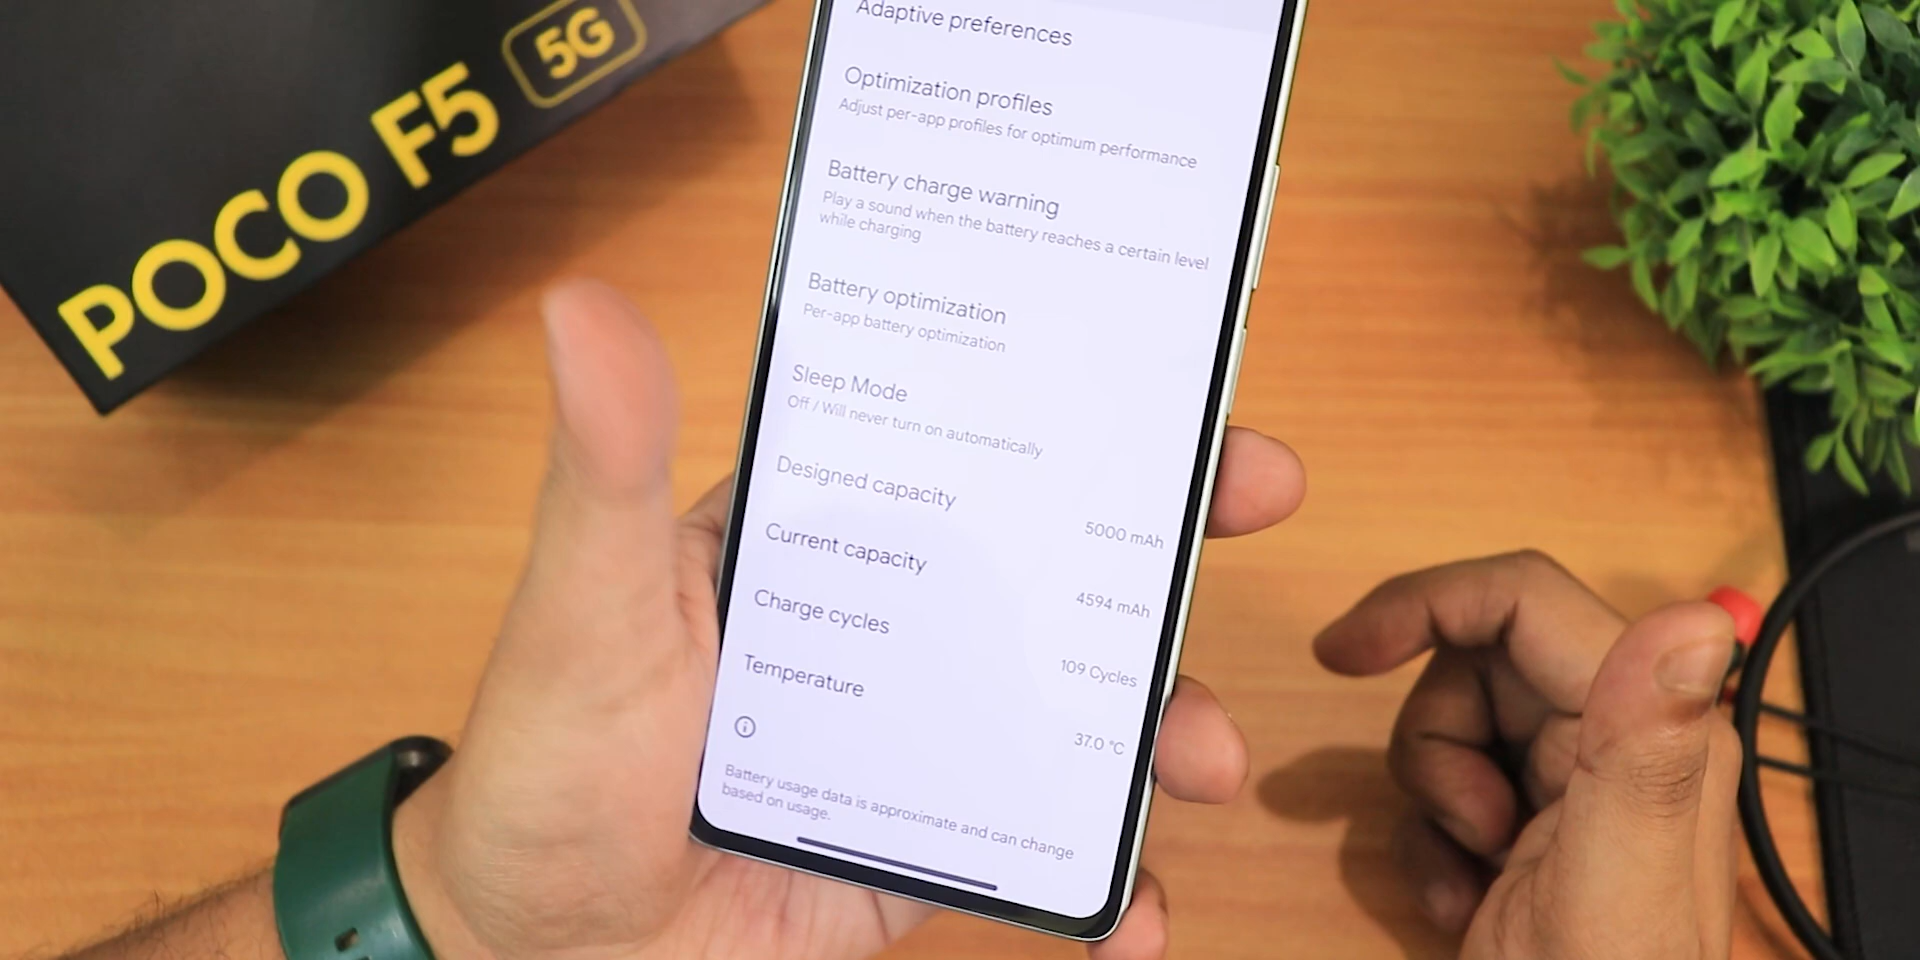 POCO F5 5G
Adaptive preferences
Optimization profiles
Adjust per-app profiles for optimum performance
Battery charge warning
Play a sound when the battery reaches a certain level
while charging
Battery optimization
Per-app battery optimization
Sleep Mode
Off / Will never turn on automatically
Designed capacity
5000 mAh
Current capacity
4594 mAh
Charge cycles
109 Cycles
Temperature
37.0 °C
Battery usage data is approximate and can change
based on usage.